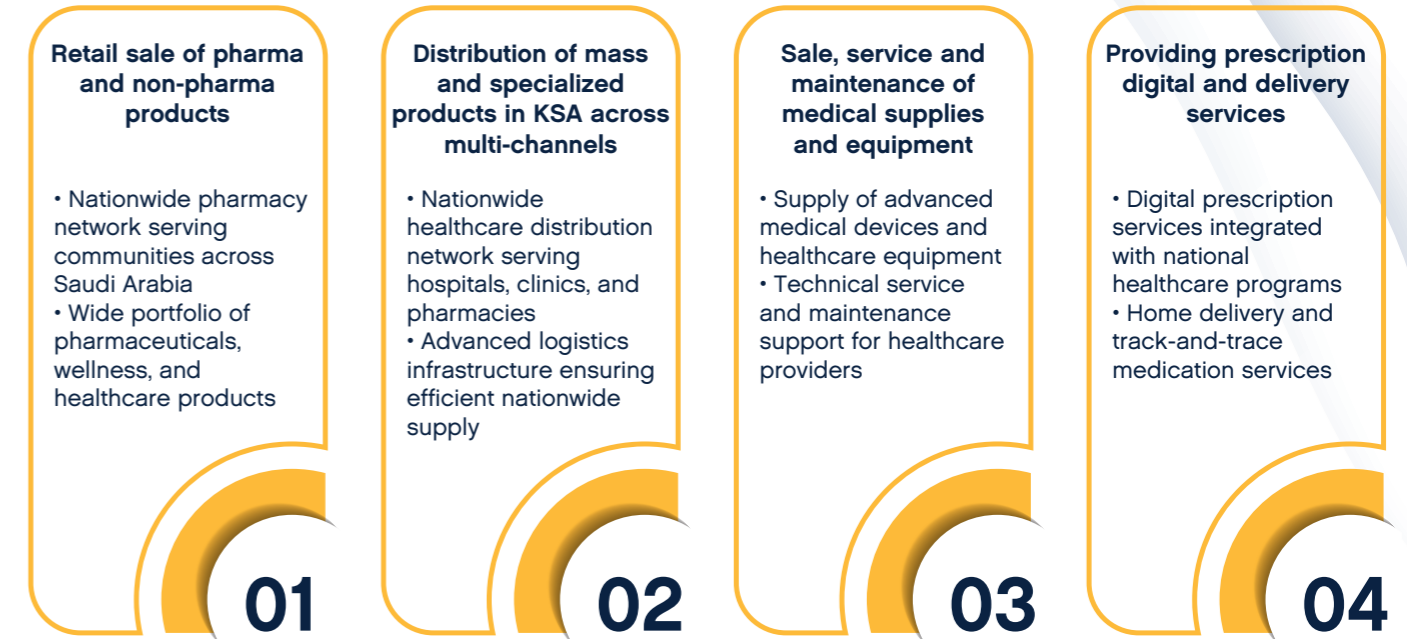 Retail sale of pharma
and non-pharma
products
• Nationwide pharmacy
network serving
communities across
Saudi Arabia
• Wide portfolio of
pharmaceuticals,
wellness, and
healthcare products
01
Distribution of mass
and specialized
products in KSA across
multi-channels
• Nationwide
healthcare distribution
network serving
hospitals, clinics, and
pharmacies
• Advanced logistics
infrastructure ensuring
efficient nationwide
supply
02
Sale, service and
maintenance of
medical supplies
and equipment
• Supply of advanced
medical devices and
healthcare equipment
• Technical service
and maintenance
support for healthcare
providers
03
Providing prescription
digital and delivery
services
• Digital prescription
services integrated
with national
healthcare programs
• Home delivery and
track-and-trace
medication services
04